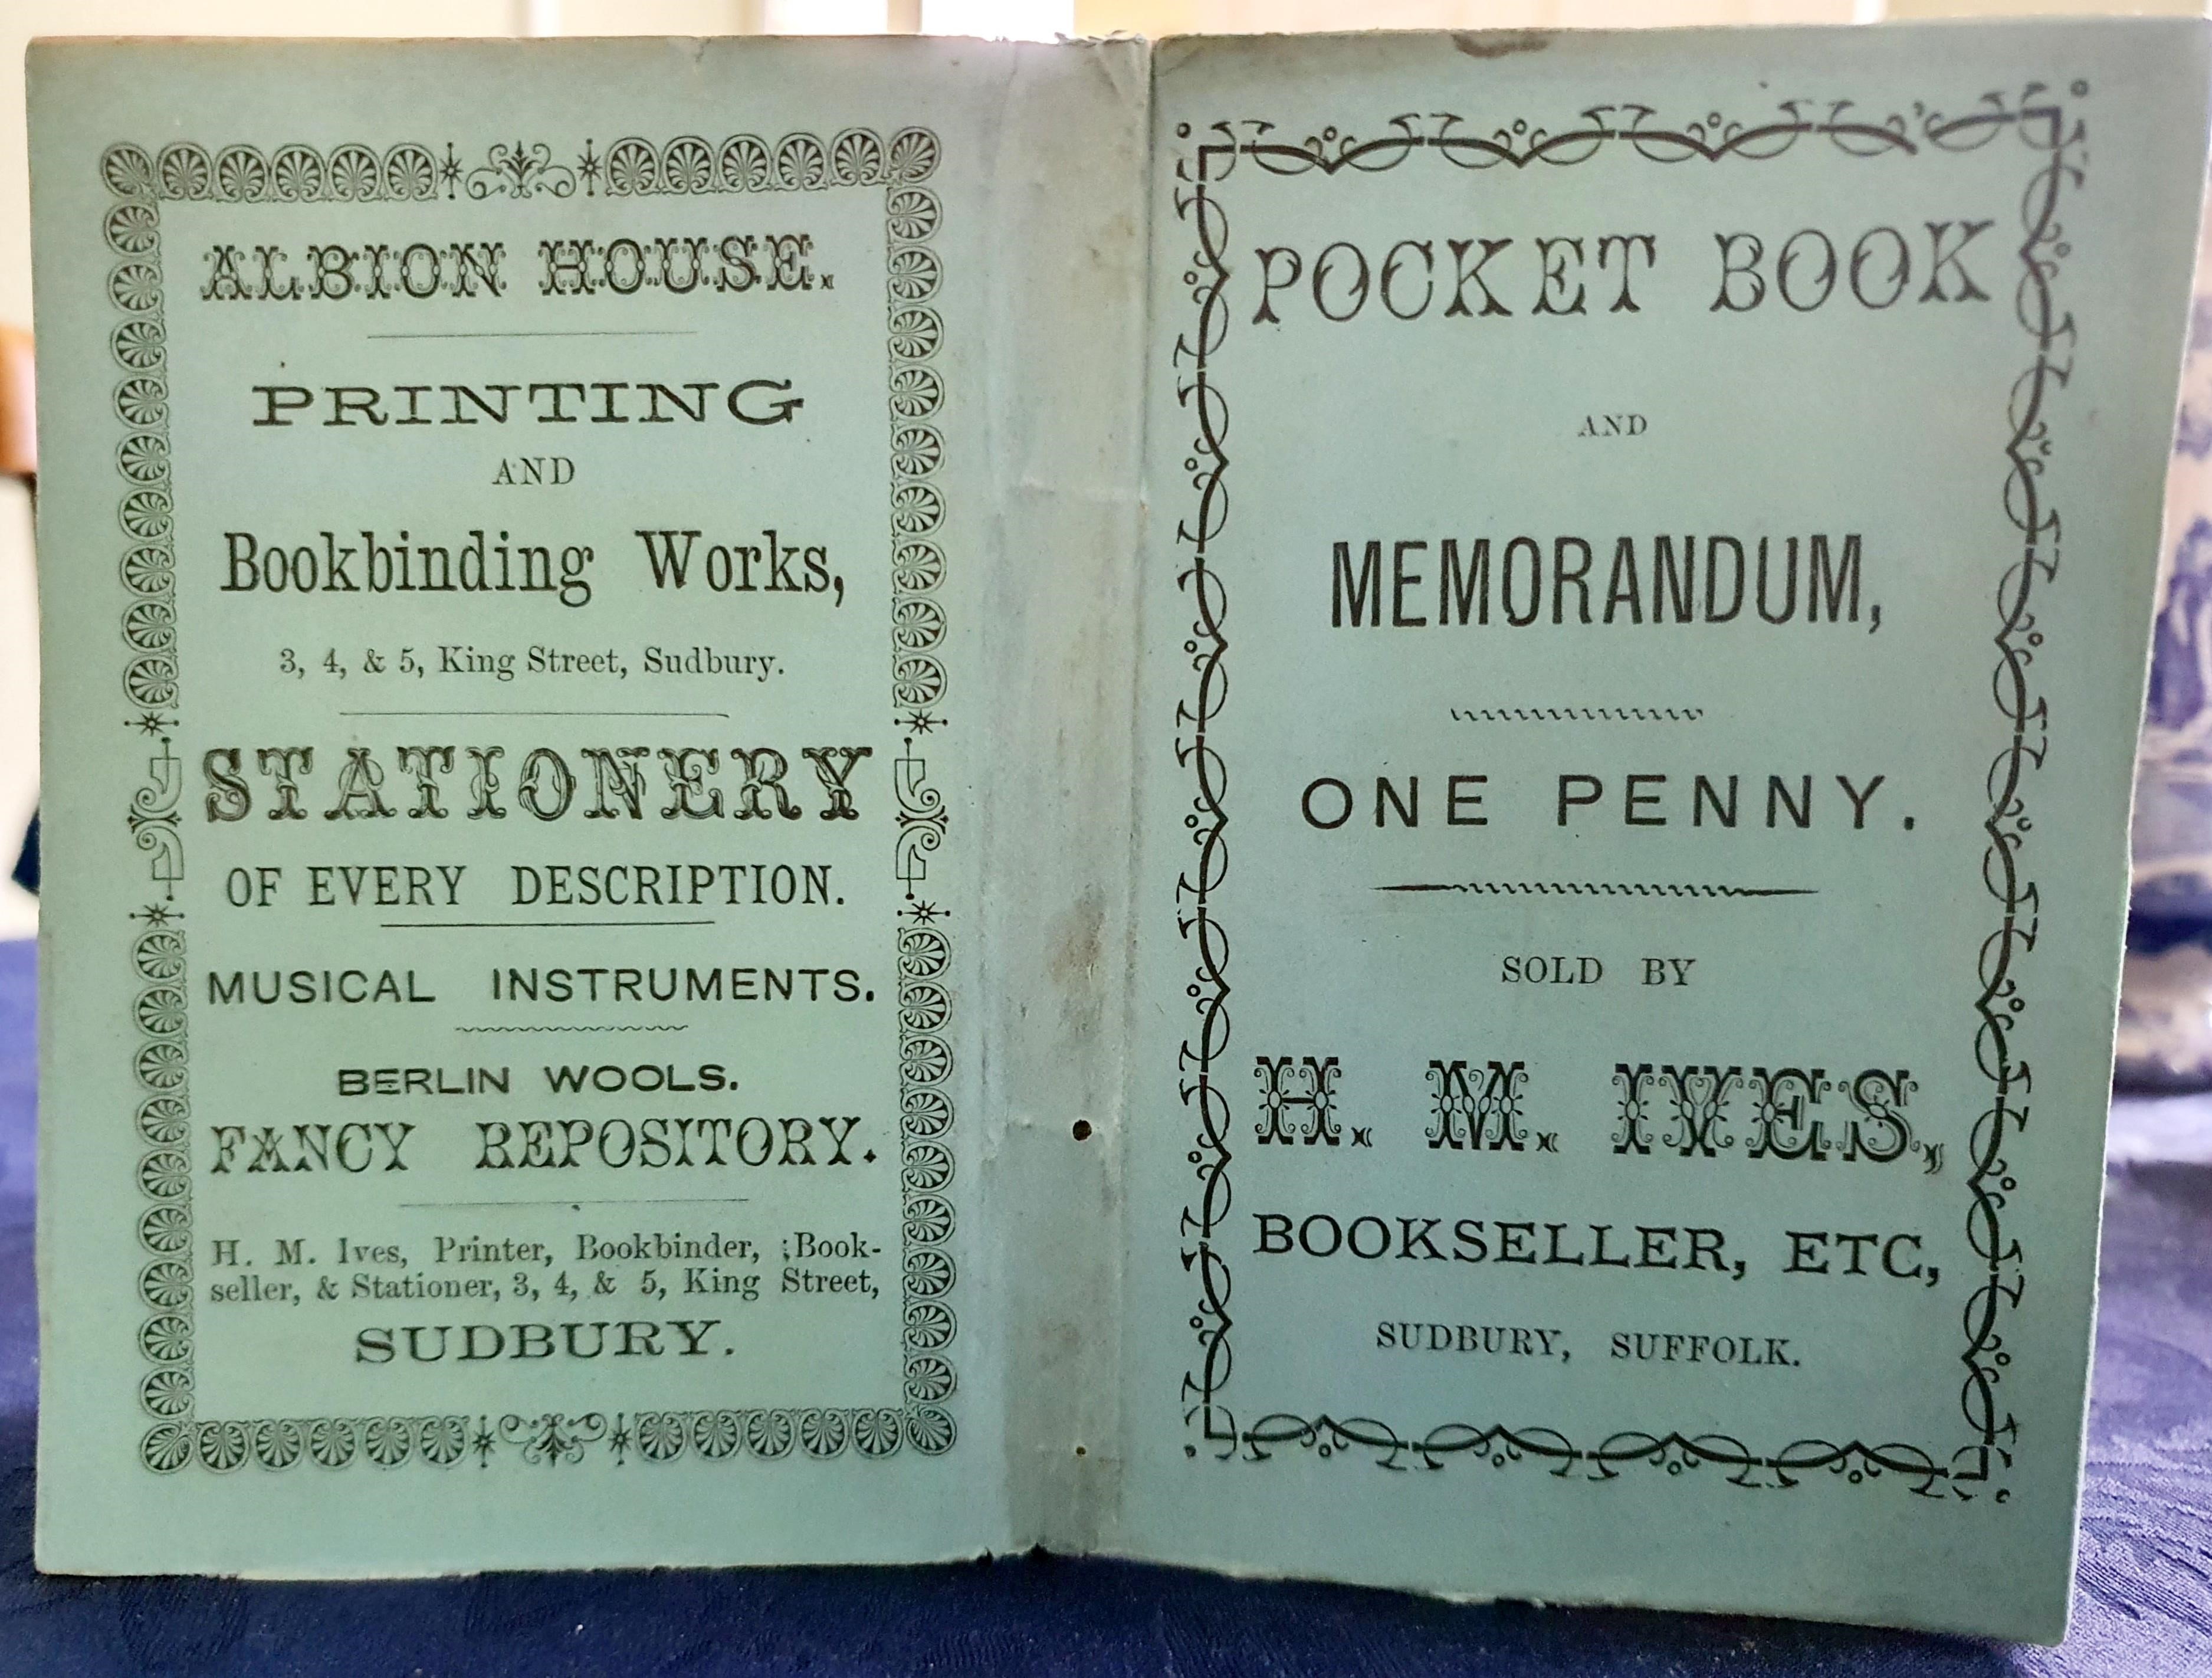 ALBION HOUSE.
PRINTING
AND
Bookbinding Works,
3, 4, & 5, King Street, Sudbury.
STATIONERY
OF EVERY DESCRIPTION.
MUSICAL INSTRUMENTS.
BERLIN WOOLS.
FANCY REPOSITORY.
H. M. Ives, Printer, Bookbinder, ;Book-
seller, & Stationer, 3, 4, & 5, King Street,
SUDBURY.
POCKET BOOK
AND
MEMORANDUM,
ONE PENNY.
SOLD BY
H. M. IVES,
BOOKSELLER, ETC,
SUDBURY, SUFFOLK.